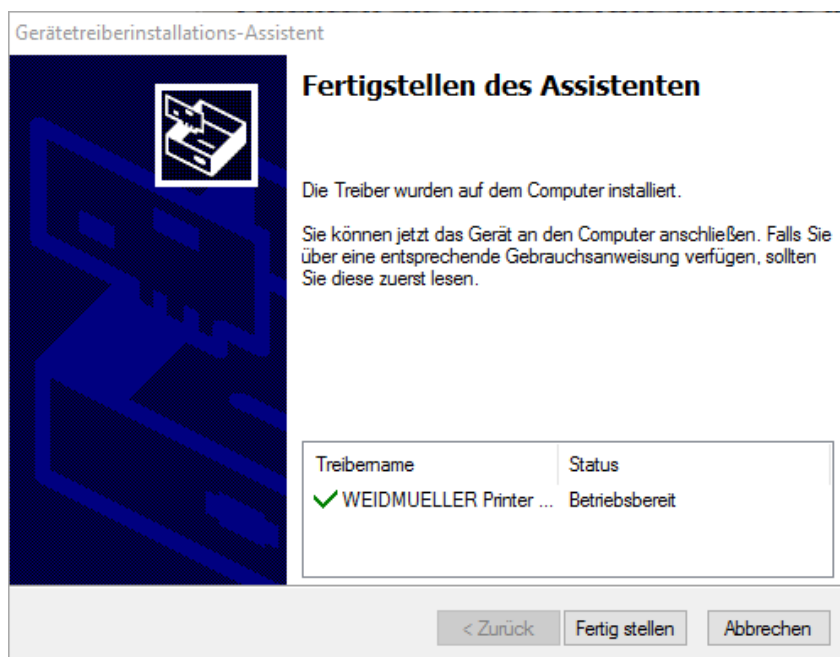 Gerätetreiberinstallations-Assistent
Fertigstellen des Assistenten
Die Treiber wurden auf dem Computer installiert.
Sie können jetzt das Gerät an den Computer anschließen. Falls Sie
über eine entsprechende Gebrauchsanweisung verfügen, sollten
Sie diese zuerst lesen.
Treibername Status
WEIDMUELLER Printer ... Betriebsbereit
< Zurück Fertig stellen Abbrechen